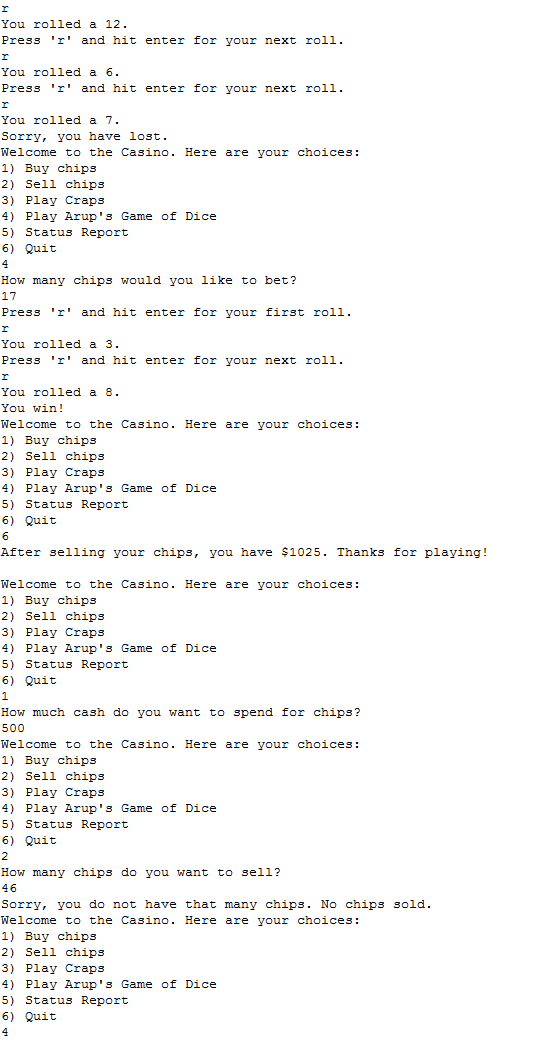 r
You rolled a 12.
Press 'r' and hit enter for your next roll.
r
You rolled a 6.
Press 'r' and hit enter for your next roll.
r
You rolled a 7.
Sorry, you have lost.
Welcome to the Casino. Here are your choices:
1) Buy chips
2) Sell chips
3) Play Craps
4) Play Arup's Game of Dice
5) Status Report
6) Quit
4
How many chips would you like to bet?
17
Press 'r' and hit enter for your first roll.
r
You rolled a 3.
Press 'r' and hit enter for your next roll.
r
You rolled a 8.
You win!
Welcome to the Casino. Here are your choices:
1) Buy chips
2) Sell chips
3) Play Craps
4) Play Arup's Game of Dice
5) Status Report
6) Quit
6
After selling your chips, you have $1025. Thanks for playing!

Welcome to the Casino. Here are your choices:
1) Buy chips
2) Sell chips
3) Play Craps
4) Play Arup's Game of Dice
5) Status Report
6) Quit
1
How much cash do you want to spend for chips?
500
Welcome to the Casino. Here are your choices:
1) Buy chips
2) Sell chips
3) Play Craps
4) Play Arup's Game of Dice
5) Status Report
6) Quit
2
How many chips do you want to sell?
46
Sorry, you do not have that many chips. No chips sold.
Welcome to the Casino. Here are your choices:
1) Buy chips
2) Sell chips
3) Play Craps
4) Play Arup's Game of Dice
5) Status Report
6) Quit
4